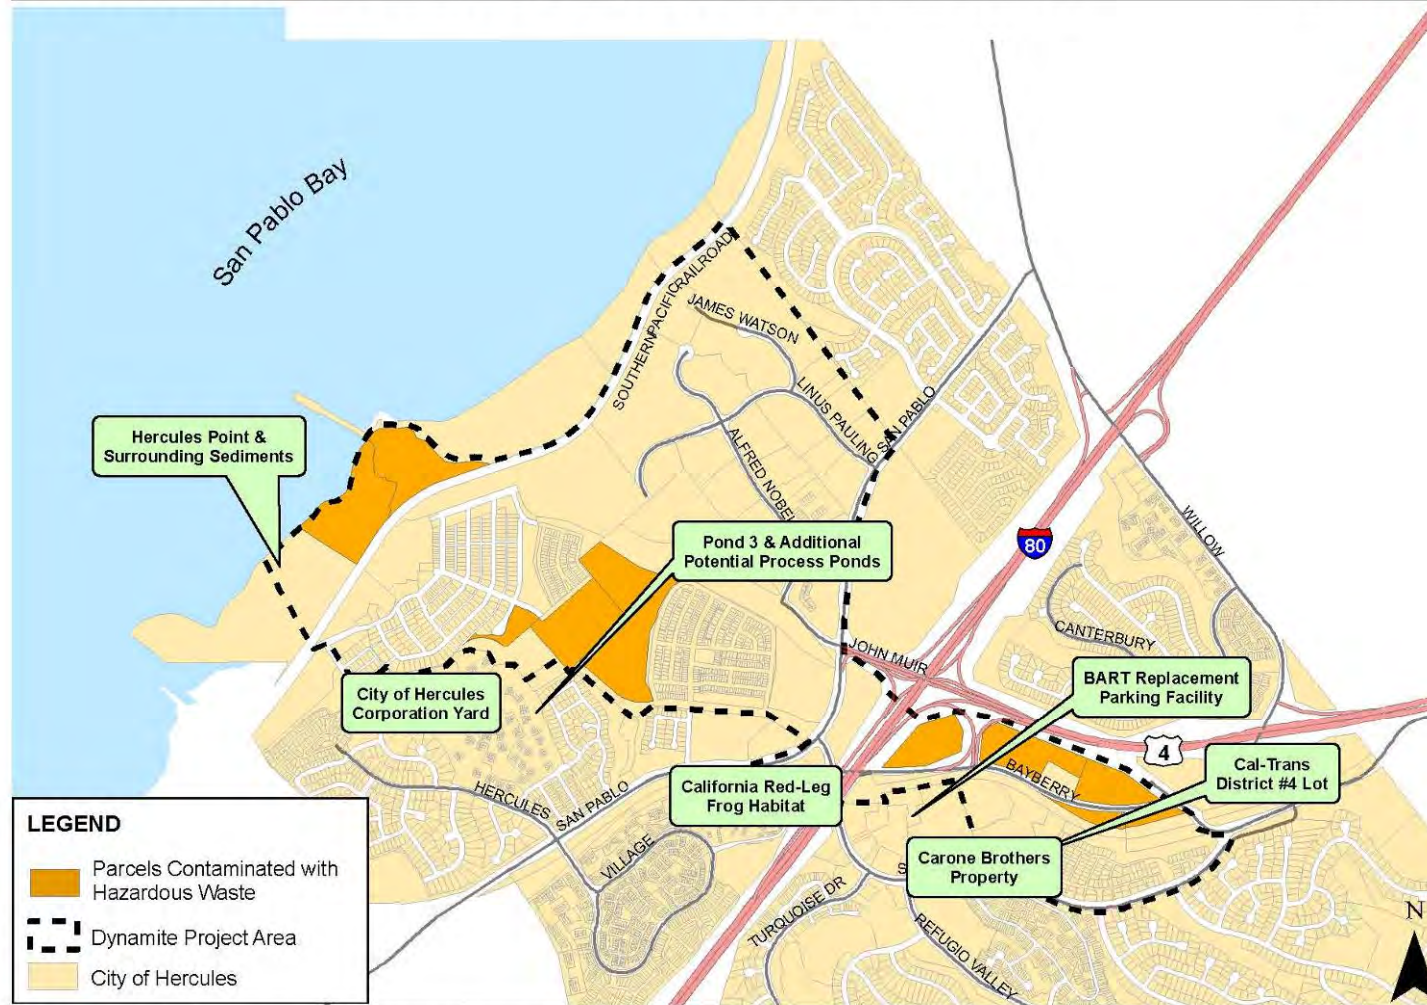 San Pablo Bay
SOUTHERN PACIFIC RAILROAD
JAMES WATSON
LINUS PAULING
SAN PABLO
ALFRED NOBEL
Hercules Point &
Surrounding Sediments
Pond 3 & Additional
Potential Process Ponds
80
WILLOW
CANTERBURY
JOHN MUIR
BART Replacement
Parking Facility
City of Hercules
Corporation Yard
4
Cal-Trans
District #4 Lot
BAYBERRY
California Red-Leg
Frog Habitat
HERCULES
SAN PABLO
VILLAGE
Carone Brothers
Property
S
TURQUOISE DR
REFUGIO VALLEY
N
LEGEND
Parcels Contaminated with
Hazardous Waste
Dynamite Project Area
City of Hercules